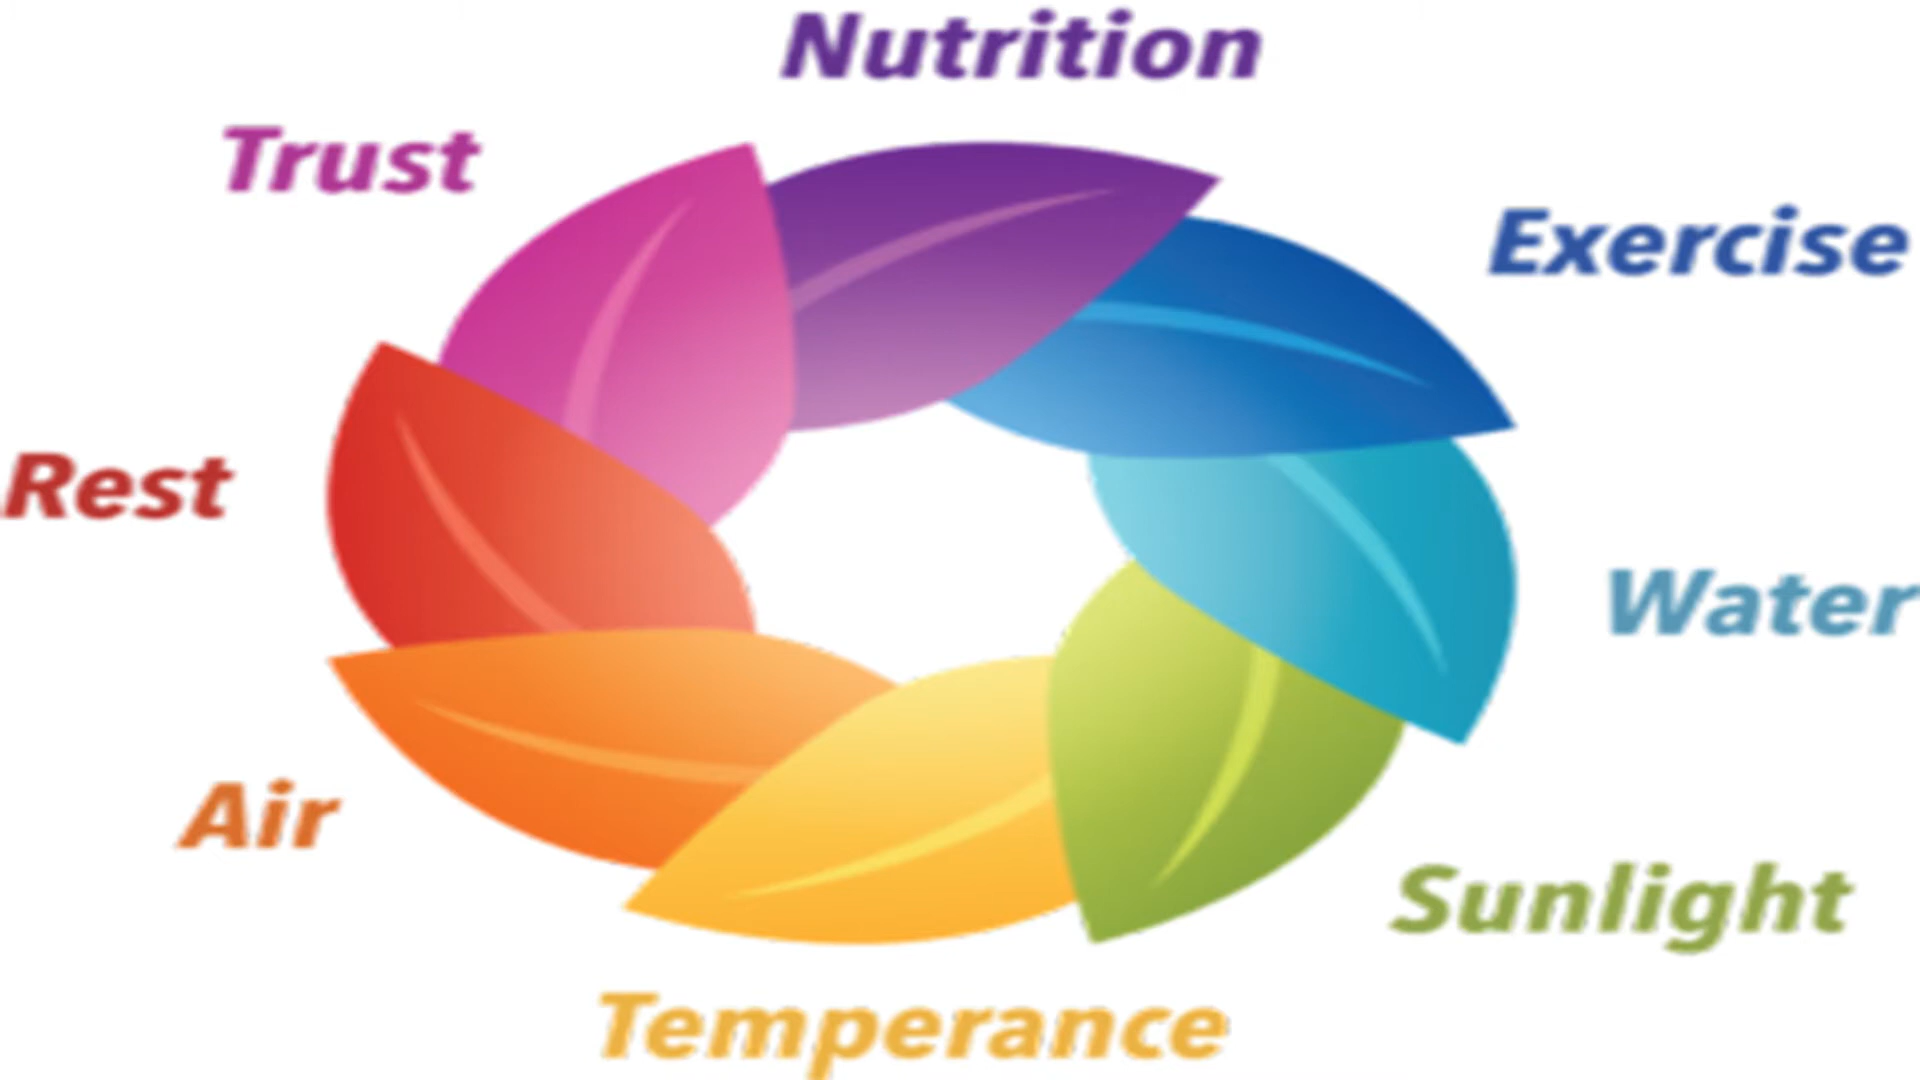 Nutrition
Trust
Exercise
Rest
Water
Air
Sunlight
Temperance